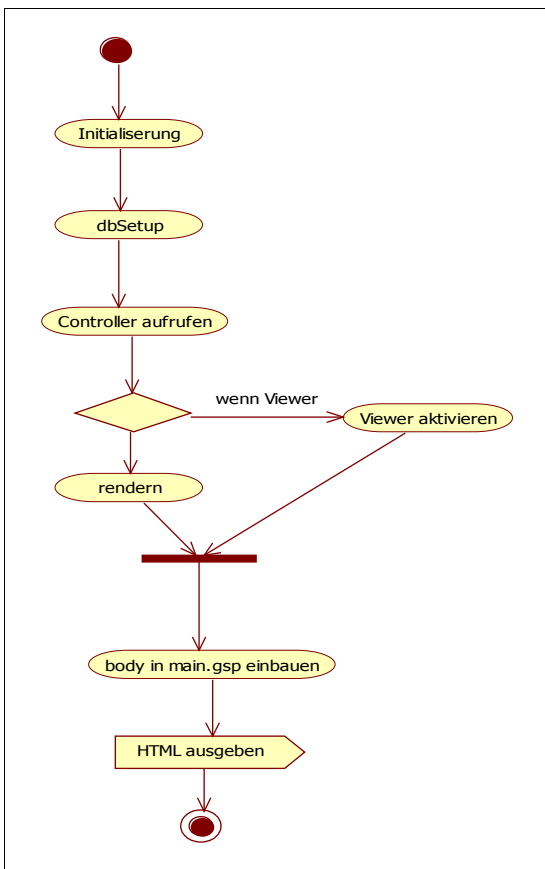 Initialiserung
dbSetup
Controller aufrufen
wenn Viewer
Viewer aktivieren
rendern
body in main.gsp einbauen
HTML ausgeben